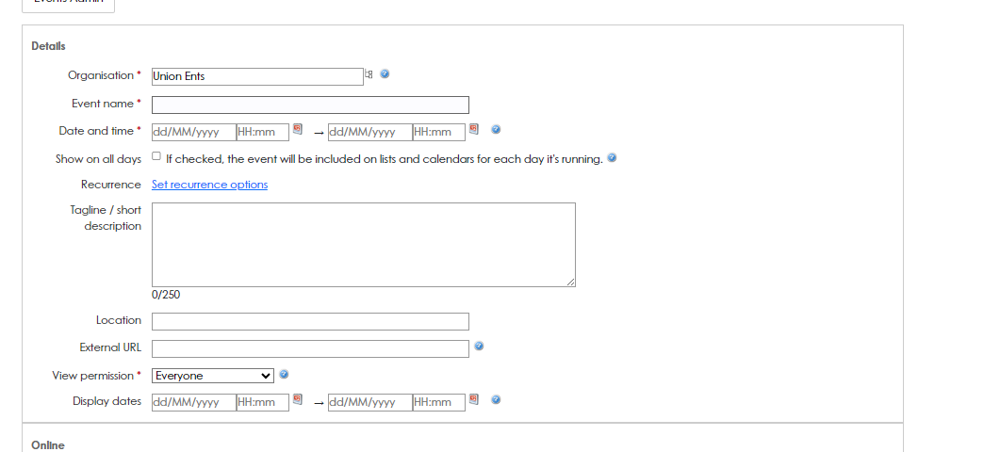 Events Admin
Details
Organisation * Union Ents
Event name *
Date and time * dd/MM/yyyy HH:mm → dd/MM/yyyy HH:mm
Show on all days If checked, the event will be included on lists and calendars for each day it's running.
Recurrence Set recurrence options
Tagline / short
description
0/250
Location
External URL
View permission * Everyone
Display dates dd/MM/yyyy HH:mm → dd/MM/yyyy HH:mm
Online